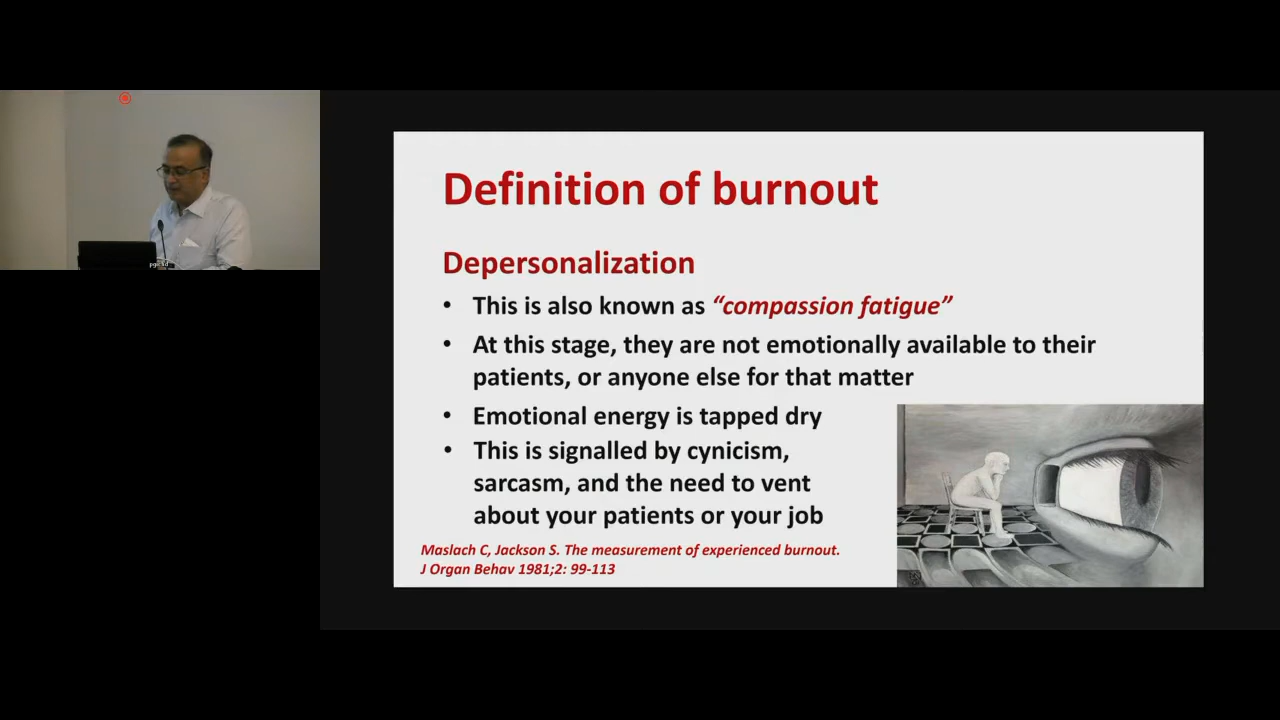 Definition of burnout
Depersonalization
• This is also known as “compassion fatigue”
• At this stage, they are not emotionally available to their
patients, or anyone else for that matter
• Emotional energy is tapped dry
• This is signalled by cynicism,
sarcasm, and the need to vent
about your patients or your job
Maslach C, Jackson S. The measurement of experienced burnout.
J Organ Behav 1981;2: 99-113